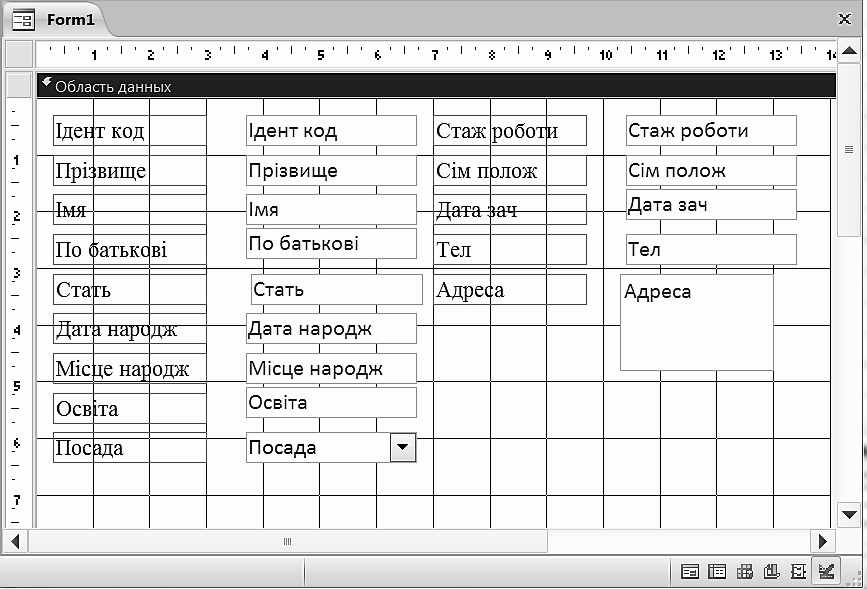 Form1
1 2 3 4 5 6 7 8 9 10 11 12 13 14
Область данных
Ідент код Ідент код Стаж роботи Стаж роботи
1 Прізвище Прізвище Сім полож Сім полож
2 Імя Імя Дата зач Дата зач
По батькові По батькові Тел Тел
3 Стать Стать Адреса Адреса
4 Дата народж Дата народж
Місце народж Місце народж
5 Освіта Освіта
6 Посада Посада
7